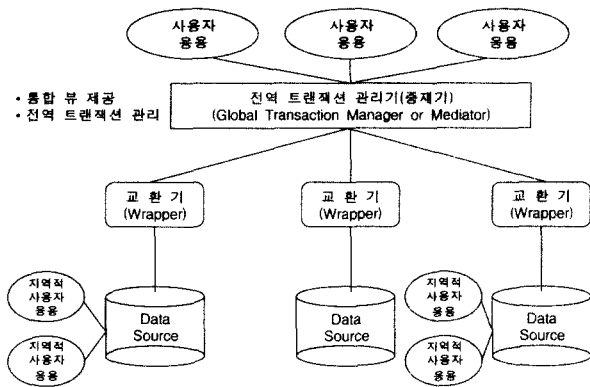 사용자
응용
사용자
응용
사용자
응용
• 통합 뷰 제공
• 전역 트랜잭션 관리
전역 트랜잭션 관리기(중재기)
(Global Transaction Manager or Mediator)
교 환 기
(Wrapper)
교 환 기
(Wrapper)
교 환 기
(Wrapper)
지역적
사용자
응용
지역적
사용자
응용
Data
Source
Data
Source
지역적
사용자
응용
지역적
사용자
응용
Data
Source